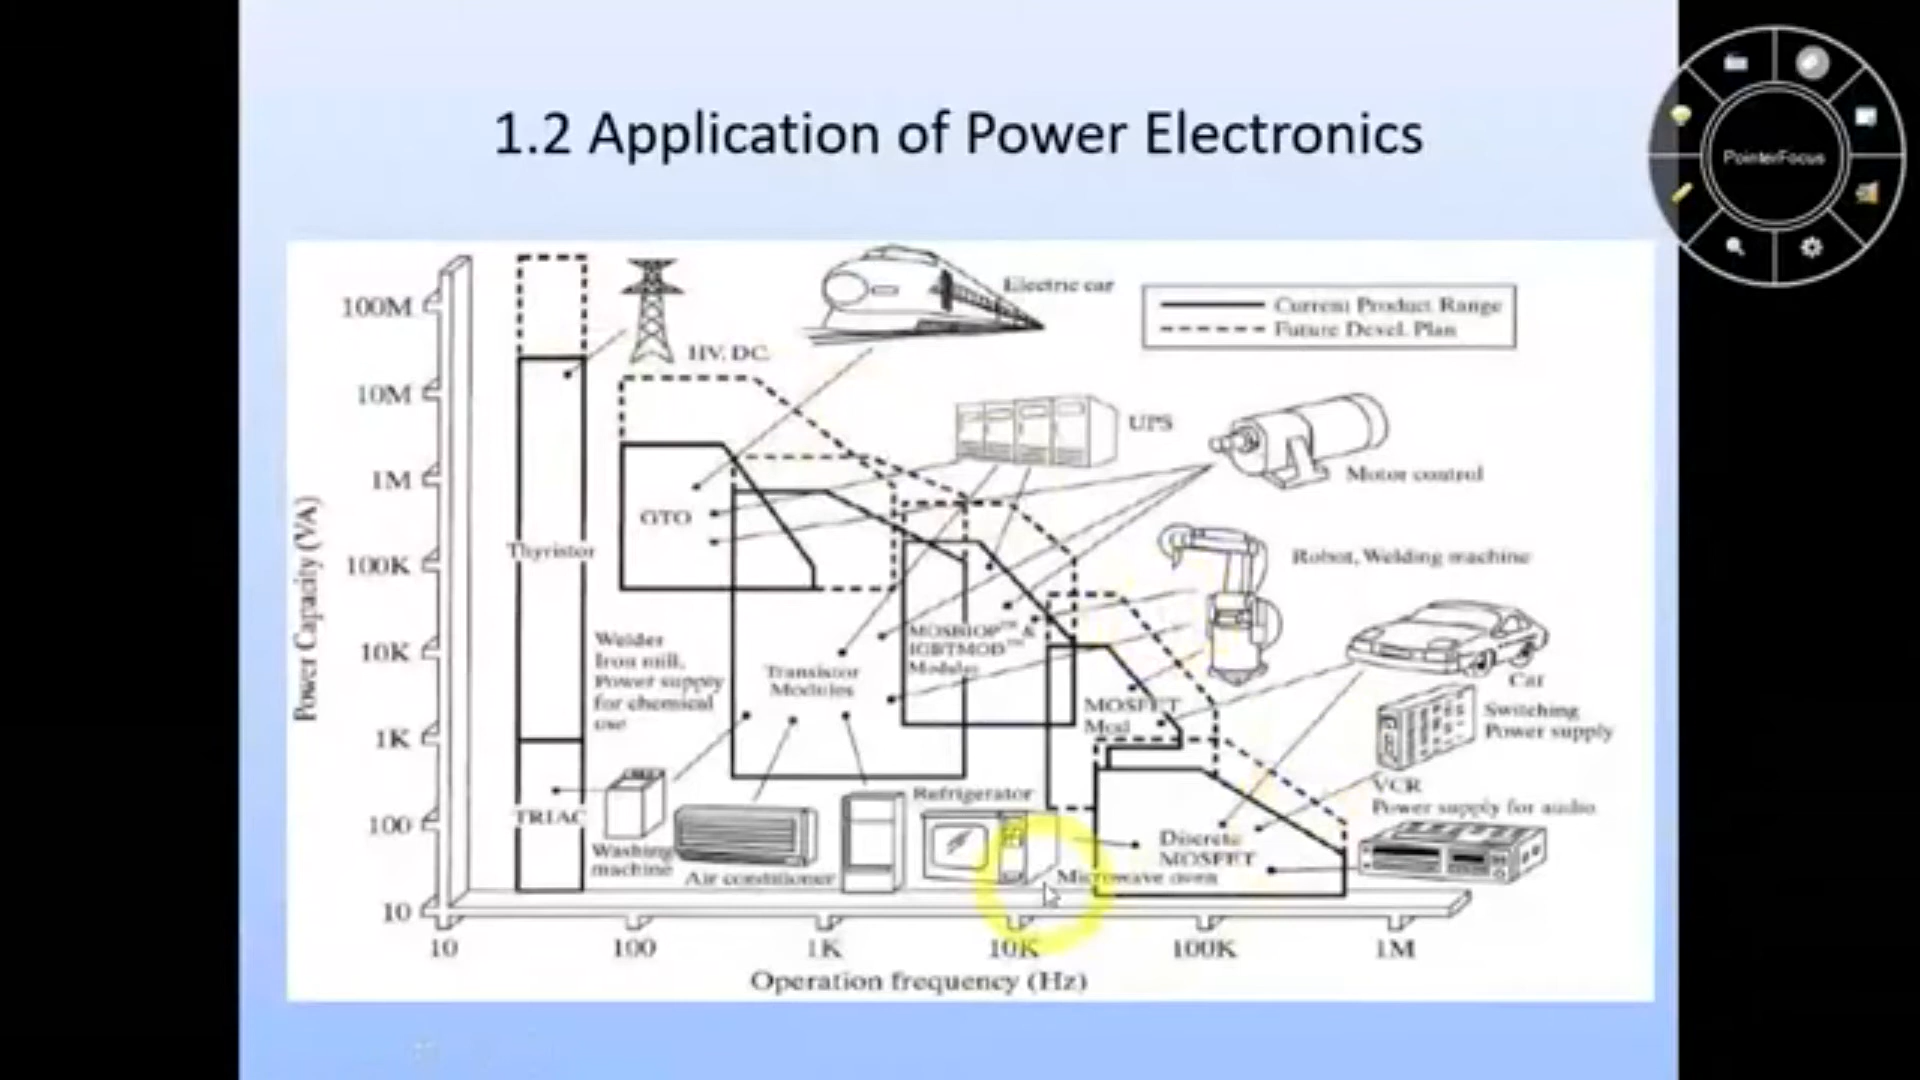 1.2 Application of Power Electronics
PointerFocus
Electric car
Current Product Range
Future Devel. Plan
100M
HV. DC.
10M
UPS
1M
Motor control
GTO
Thyristor
Robot, Welding machine
100K
Power Capacity (VA)
Welder
Iron mill,
Power supply
for chemical
use
10K
MOSBIOP™ &
IGBTMOD™
Modules
Transistor
Modules
Car
MOSFET
Mod
Switching
Power supply
1K
VCR
Power supply for audio
Refrigerator
TRIAC
100
Discrete
MOSFET
Washing
machine
Air conditioner
Microwave oven
10
10
100
1K
10K
100K
1M
Operation frequency (Hz)